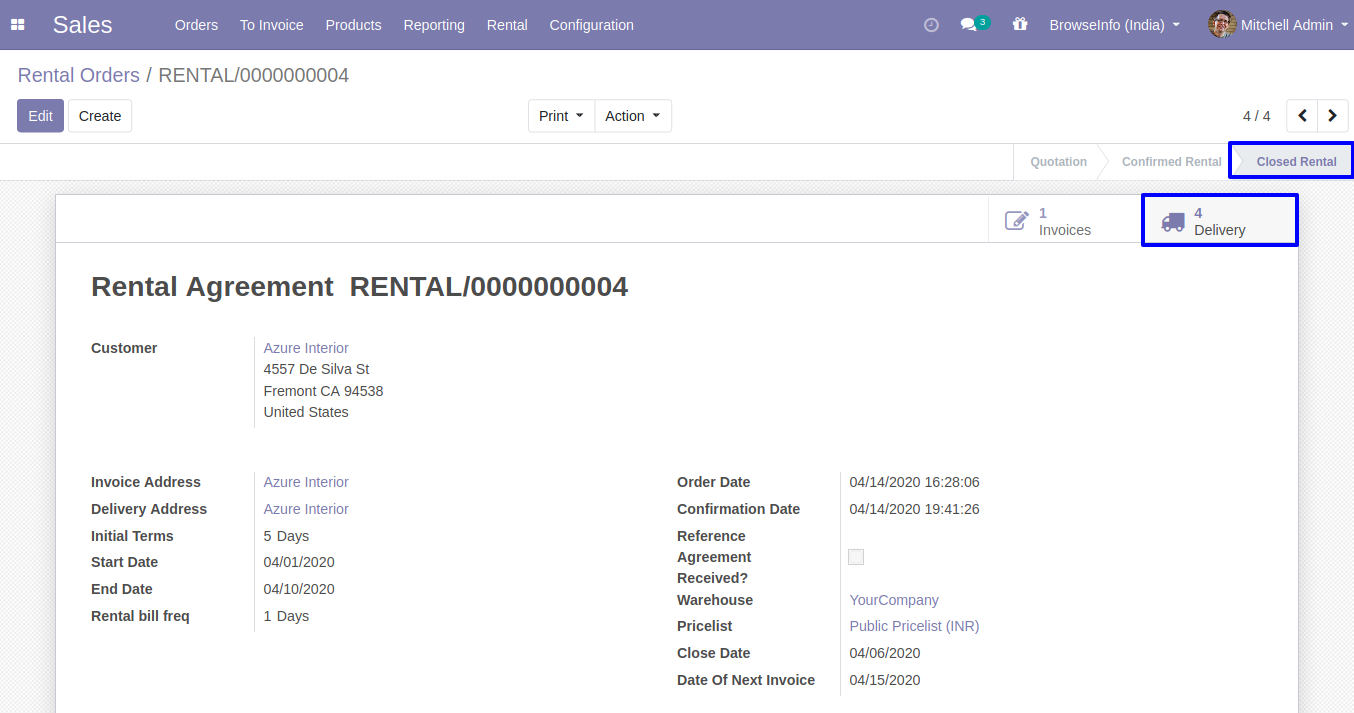 Sales Orders To Invoice Products Reporting Rental Configuration 3 BrowseInfo (India) Mitchell Admin
Rental Orders / RENTAL/0000000004
Edit Create Print Action 4 / 4
Quotation Confirmed Rental Closed Rental
1 Invoices
4 Delivery
Rental Agreement RENTAL/0000000004
Customer Azure Interior
4557 De Silva St
Fremont CA 94538
United States
Invoice Address Azure Interior
Delivery Address Azure Interior
Initial Terms 5 Days
Start Date 04/01/2020
End Date 04/10/2020
Rental bill freq 1 Days
Order Date 04/14/2020 16:28:06
Confirmation Date 04/14/2020 19:41:26
Reference
Agreement
Received?
Warehouse YourCompany
Pricelist Public Pricelist (INR)
Close Date 04/06/2020
Date Of Next Invoice 04/15/2020